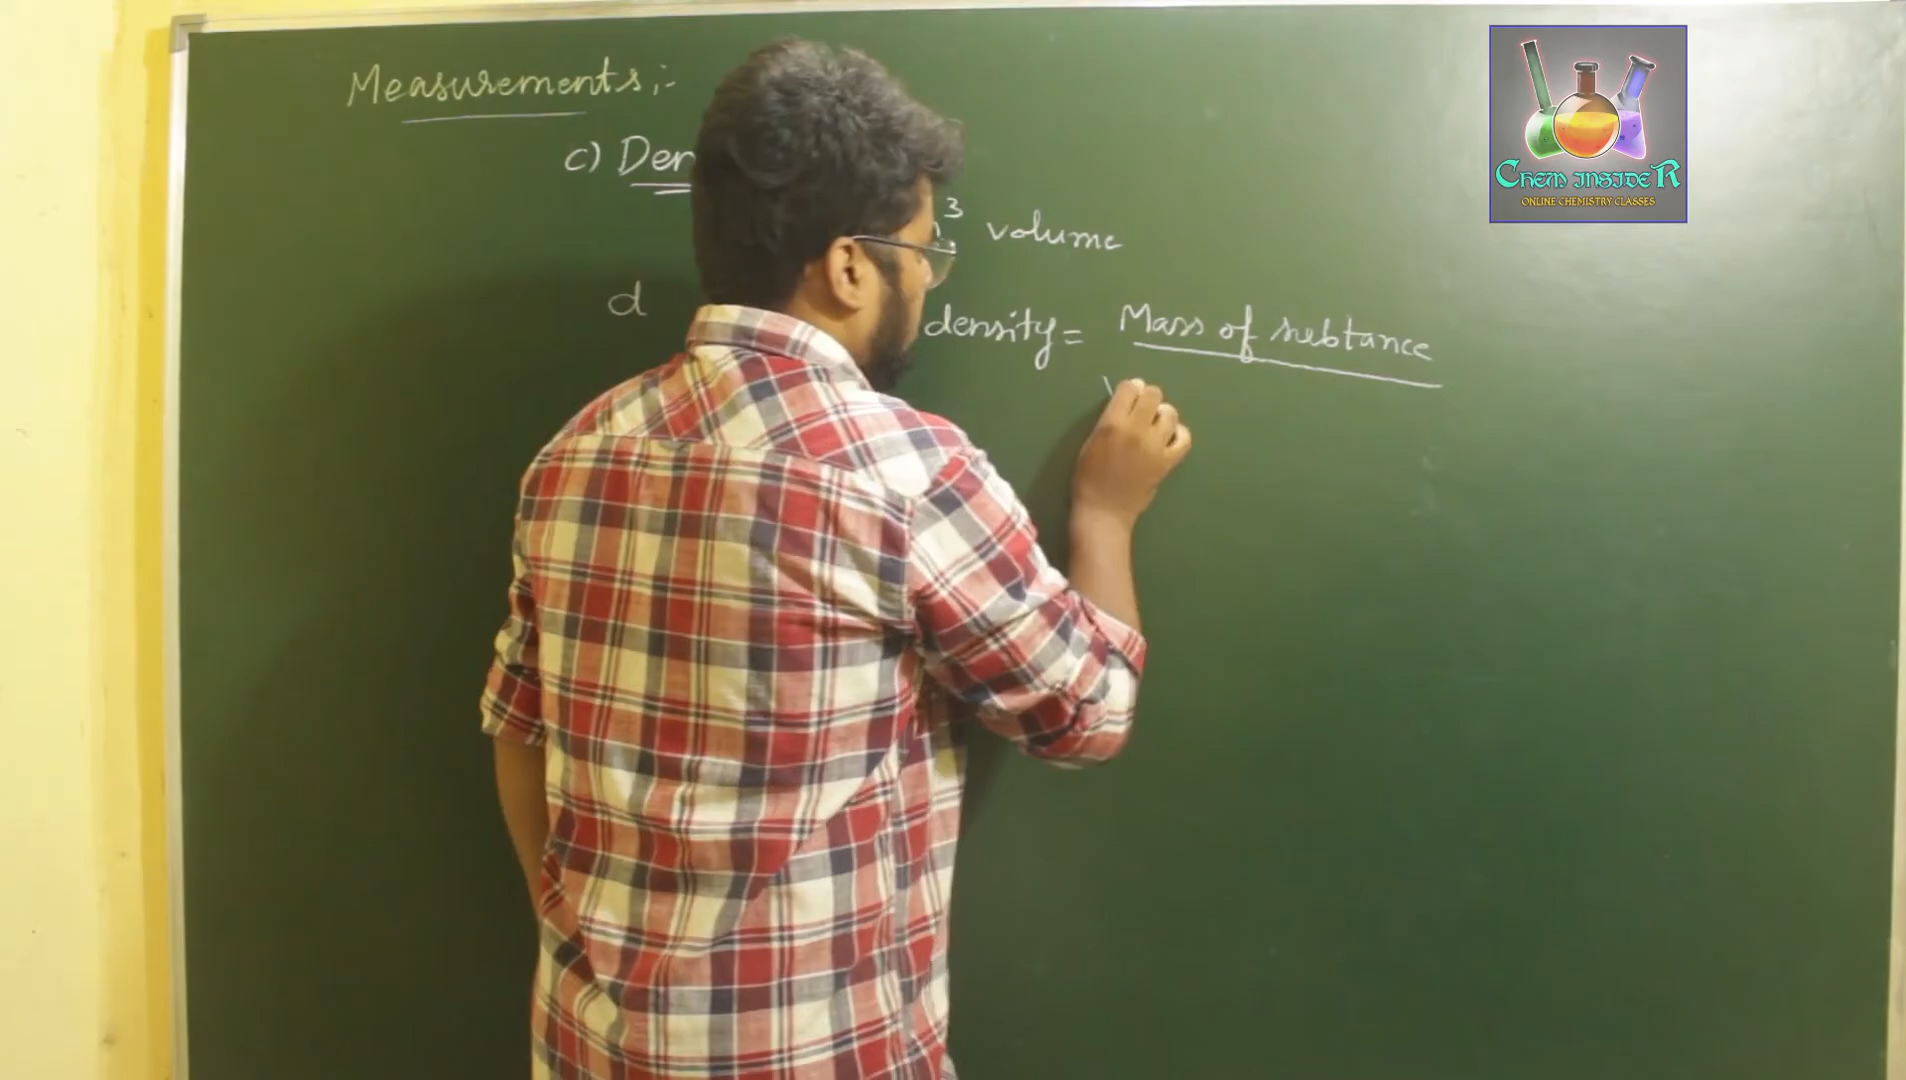 Measurements :-
c) Den
3 volume
d
density = Mass of subtance
CHEM INSIDER
ONLINE CHEMISTRY CLASSES